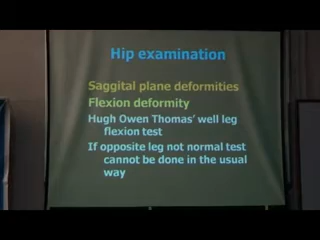 Hip examination
Saggital plane deformities
Flexion deformity
Hugh Owen Thomas' well leg
flexion test
If opposite leg not normal test
cannot be done in the usual
way